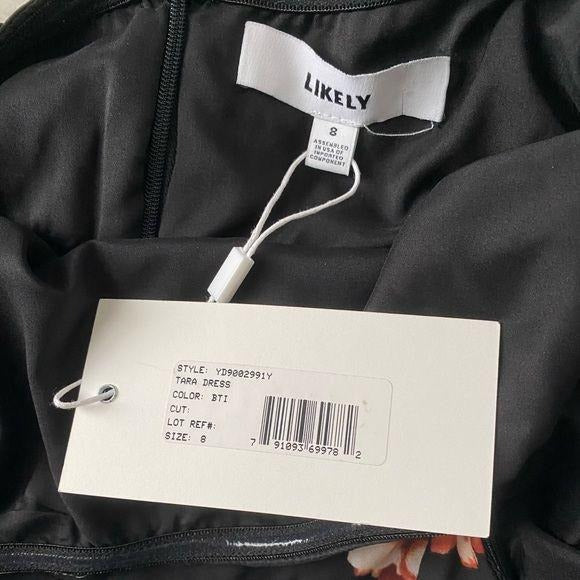 LIKELY
8
ASSEMBLED
IN USA OF
IMPORTED
COMPONENT
STYLE: YD9002991Y
TARA DRESS
COLOR: BTI
CUT:
LOT REF#:
SIZE: 8
7 91093 69978 2